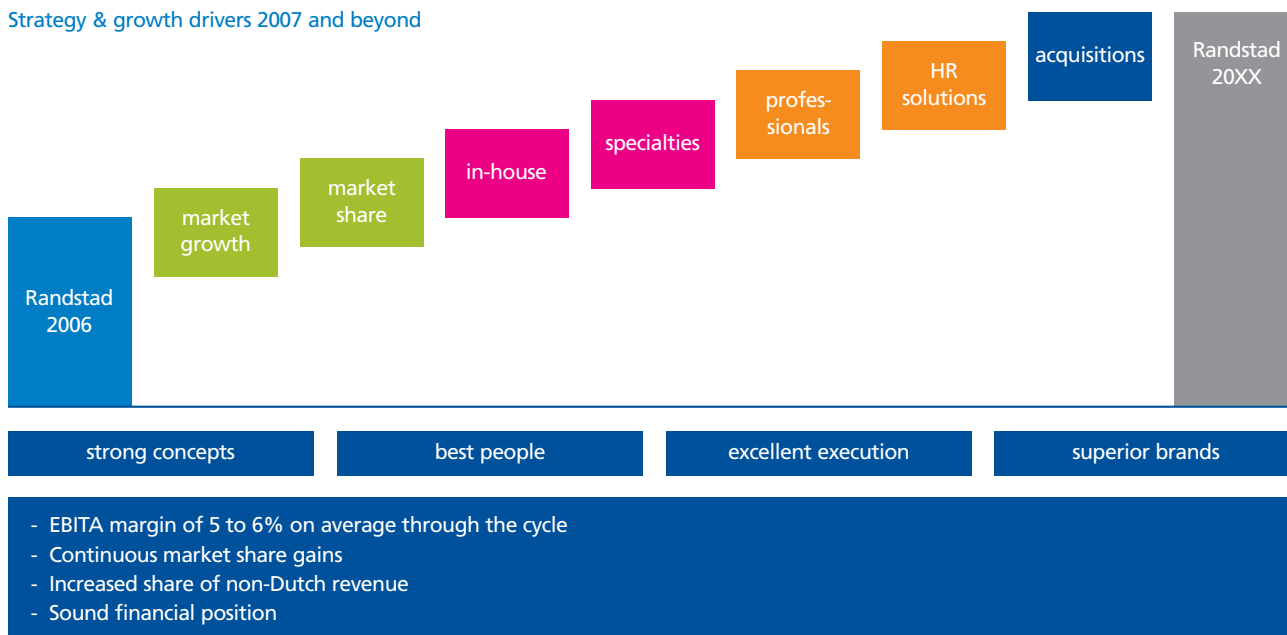 Strategy & growth drivers 2007 and beyond
Randstad
2006
market
growth
market
share
in-house
specialties
profes-
sionals
HR
solutions
acquisitions
Randstad
20XX
strong concepts
best people
excellent execution
superior brands
- EBITA margin of 5 to 6% on average through the cycle
- Continuous market share gains
- Increased share of non-Dutch revenue
- Sound financial position